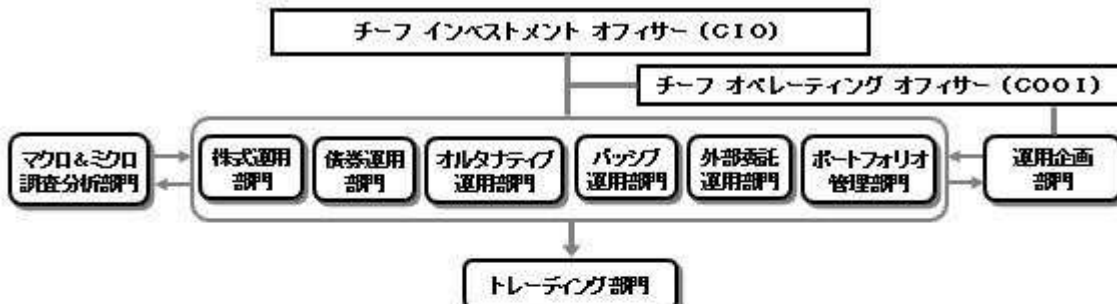 チーフ インベストメント オフィサー（CIO）
チーフ オペレーティング オフィサー（COOI）
マクロ＆ミクロ
調査分析部門
株式運用
部門
債券運用
部門
オルタナティブ
運用部門
パッシブ
運用部門
外部委託
運用部門
ポートフォリオ
管理部門
運用企画
部門
トレーディング部門